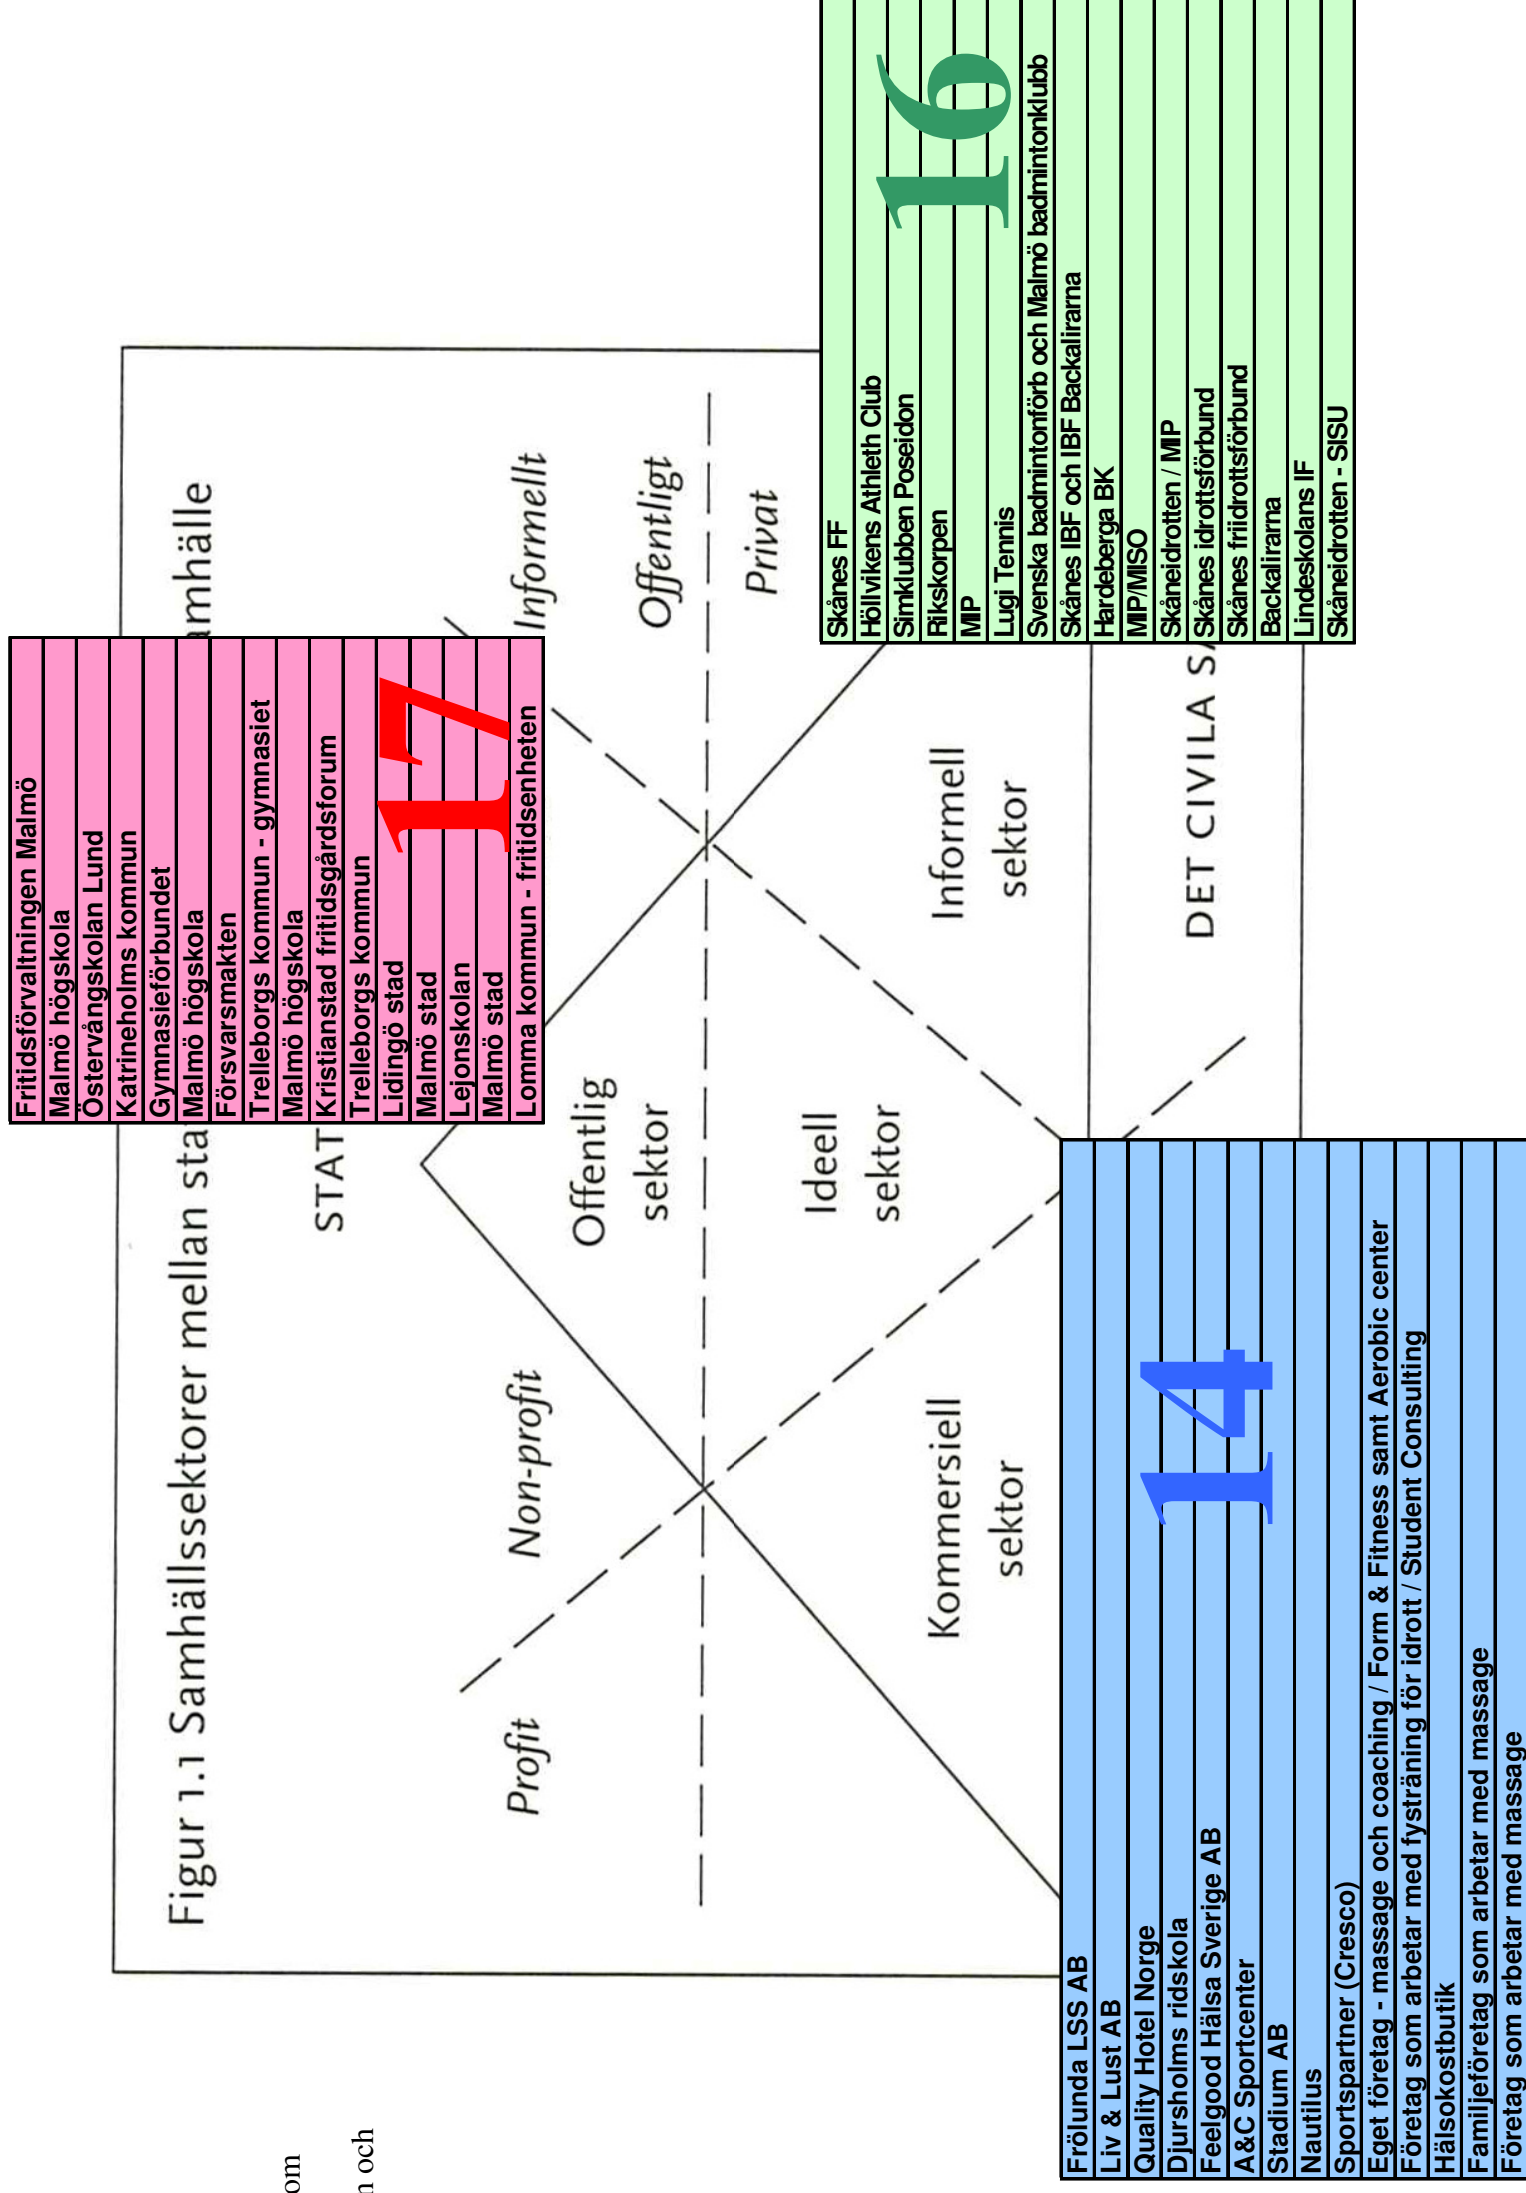 om
n och
Figur 1.1 Samhällssektorer mellan sta
amhälle
STAT
Fritidsförvaltningen Malmö
Malmö högskola
Östervångskolan Lund
Katrineholms kommun
Gymnasieförbundet
Malmö högskola
Försvarsmakten
Trelleborgs kommun - gymnasiet
Malmö högskola
Kristianstad fritidsgårdsforum
Trelleborgs kommun
Lidingö stad
Malmö stad
Lejonskolan
Malmö stad
Lomma kommun - fritidsenheten
17
Profit
Non-profit
Informellt
Offentligt
Privat
Offentlig
sektor
Ideell
sektor
Kommersiell
sektor
Informell
sektor
DET CIVILA S
Skånes FF
Höllvikens Athleth Club
Simklubben Poseidon
Rikskorpen
MIP
Lugi Tennis
Svenska badmintonförb och Malmö badmintonklubb
Skånes IBF och IBF Backalirarna
Hardeberga BK
MIP/MISO
Skåneidrotten / MIP
Skånes idrottsförbund
Skånes friidrottsförbund
Backalirarna
Lindeskolans IF
Skåneidrotten - SISU
16
Frölunda LSS AB
Liv & Lust AB
Quality Hotel Norge
Djursholms ridskola
Feelgood Hälsa Sverige AB
A&C Sportcenter
Stadium AB
Nautilus
Sportspartner (Cresco)
Eget företag - massage och coaching / Form & Fitness samt Aerobic center
Företag som arbetar med fysträning för idrott / Student Consulting
Hälsokostbutik
Familjeföretag som arbetar med massage
Företag som arbetar med massage
14